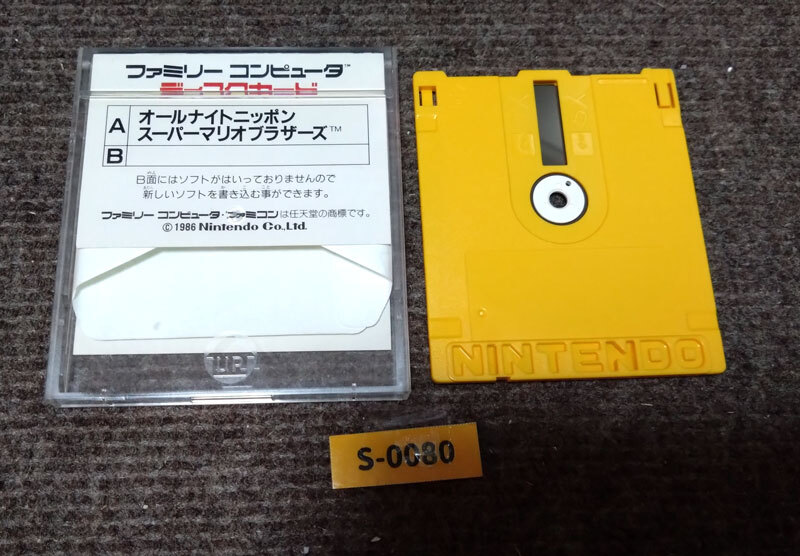 ファミリー コンピュータ™
ディスクカード
A
オールナイトニッポン
スーパーマリオブラザーズ™
B
B面にはソフトがはいっておりませんので
新しいソフトを書き込む事ができます。
ファミリー コンピュータ・ファミコンは任天堂の商標です。
©1986 Nintendo Co.,Ltd.
NINTENDO
S-0080